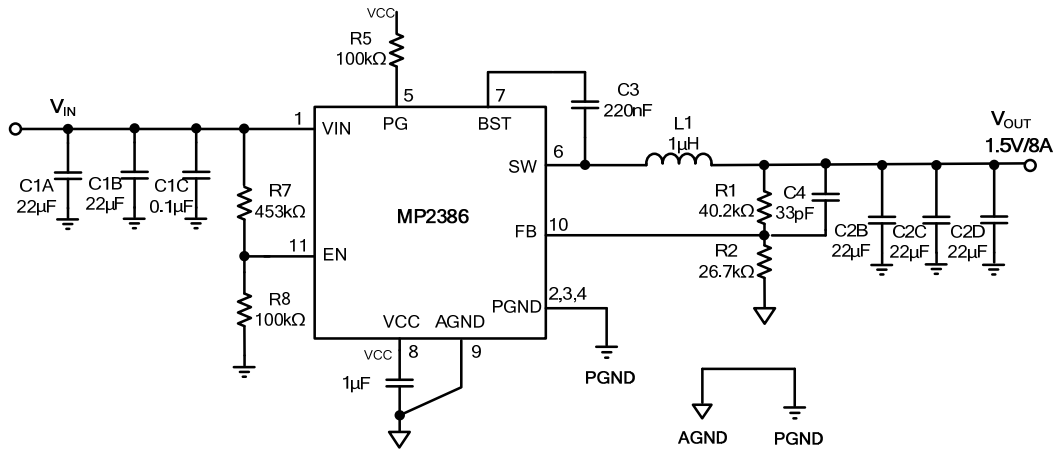 VCC
R5
100kΩ
5
7
C3
220nF
VIN
1
VIN
PG
BST
L1
1µH
VOUT
1.5V/8A
6
SW
C1A
22µF
C1B
22µF
C1C
0.1µF
R7
453kΩ
MP2386
R1
40.2kΩ
C4
33pF
FB
10
C2B
22µF
C2C
22µF
C2D
22µF
11
EN
R2
26.7kΩ
R8
100kΩ
2,3,4
PGND
VCC
AGND
VCC
8
9
1µF
PGND
AGND
PGND